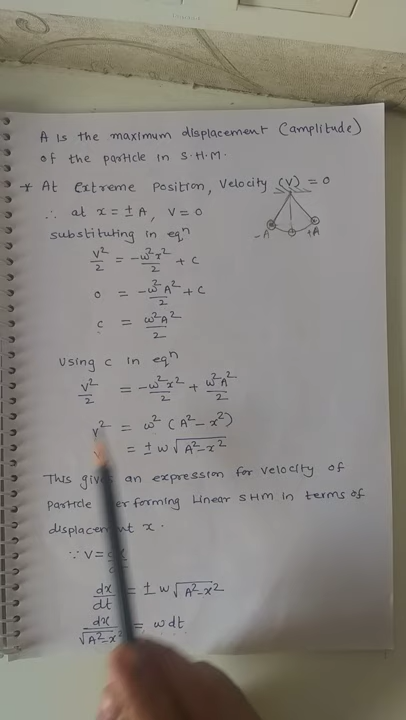 A is the maximum displacement (amplitude)
of the particle in S.H.M.
* At Extreme position, Velocity (V) = 0
∴ at x = ± A, V = 0
-A +A
substituting in eqⁿ
V²/2 = -ω²x²/2 + C
0 = -ω²A²/2 + C
C = ω²A²/2
Using C in eqⁿ
V²/2 = -ω²x²/2 + ω²A²/2
V² = ω² (A² - x²)
= ± ω √A²-x²
This an expression for velocity of
particle Linear SHM in terms of
x.
∵ V =
dx/dt = ± ω √A²-x²
dx/√A²-x² = ω dt